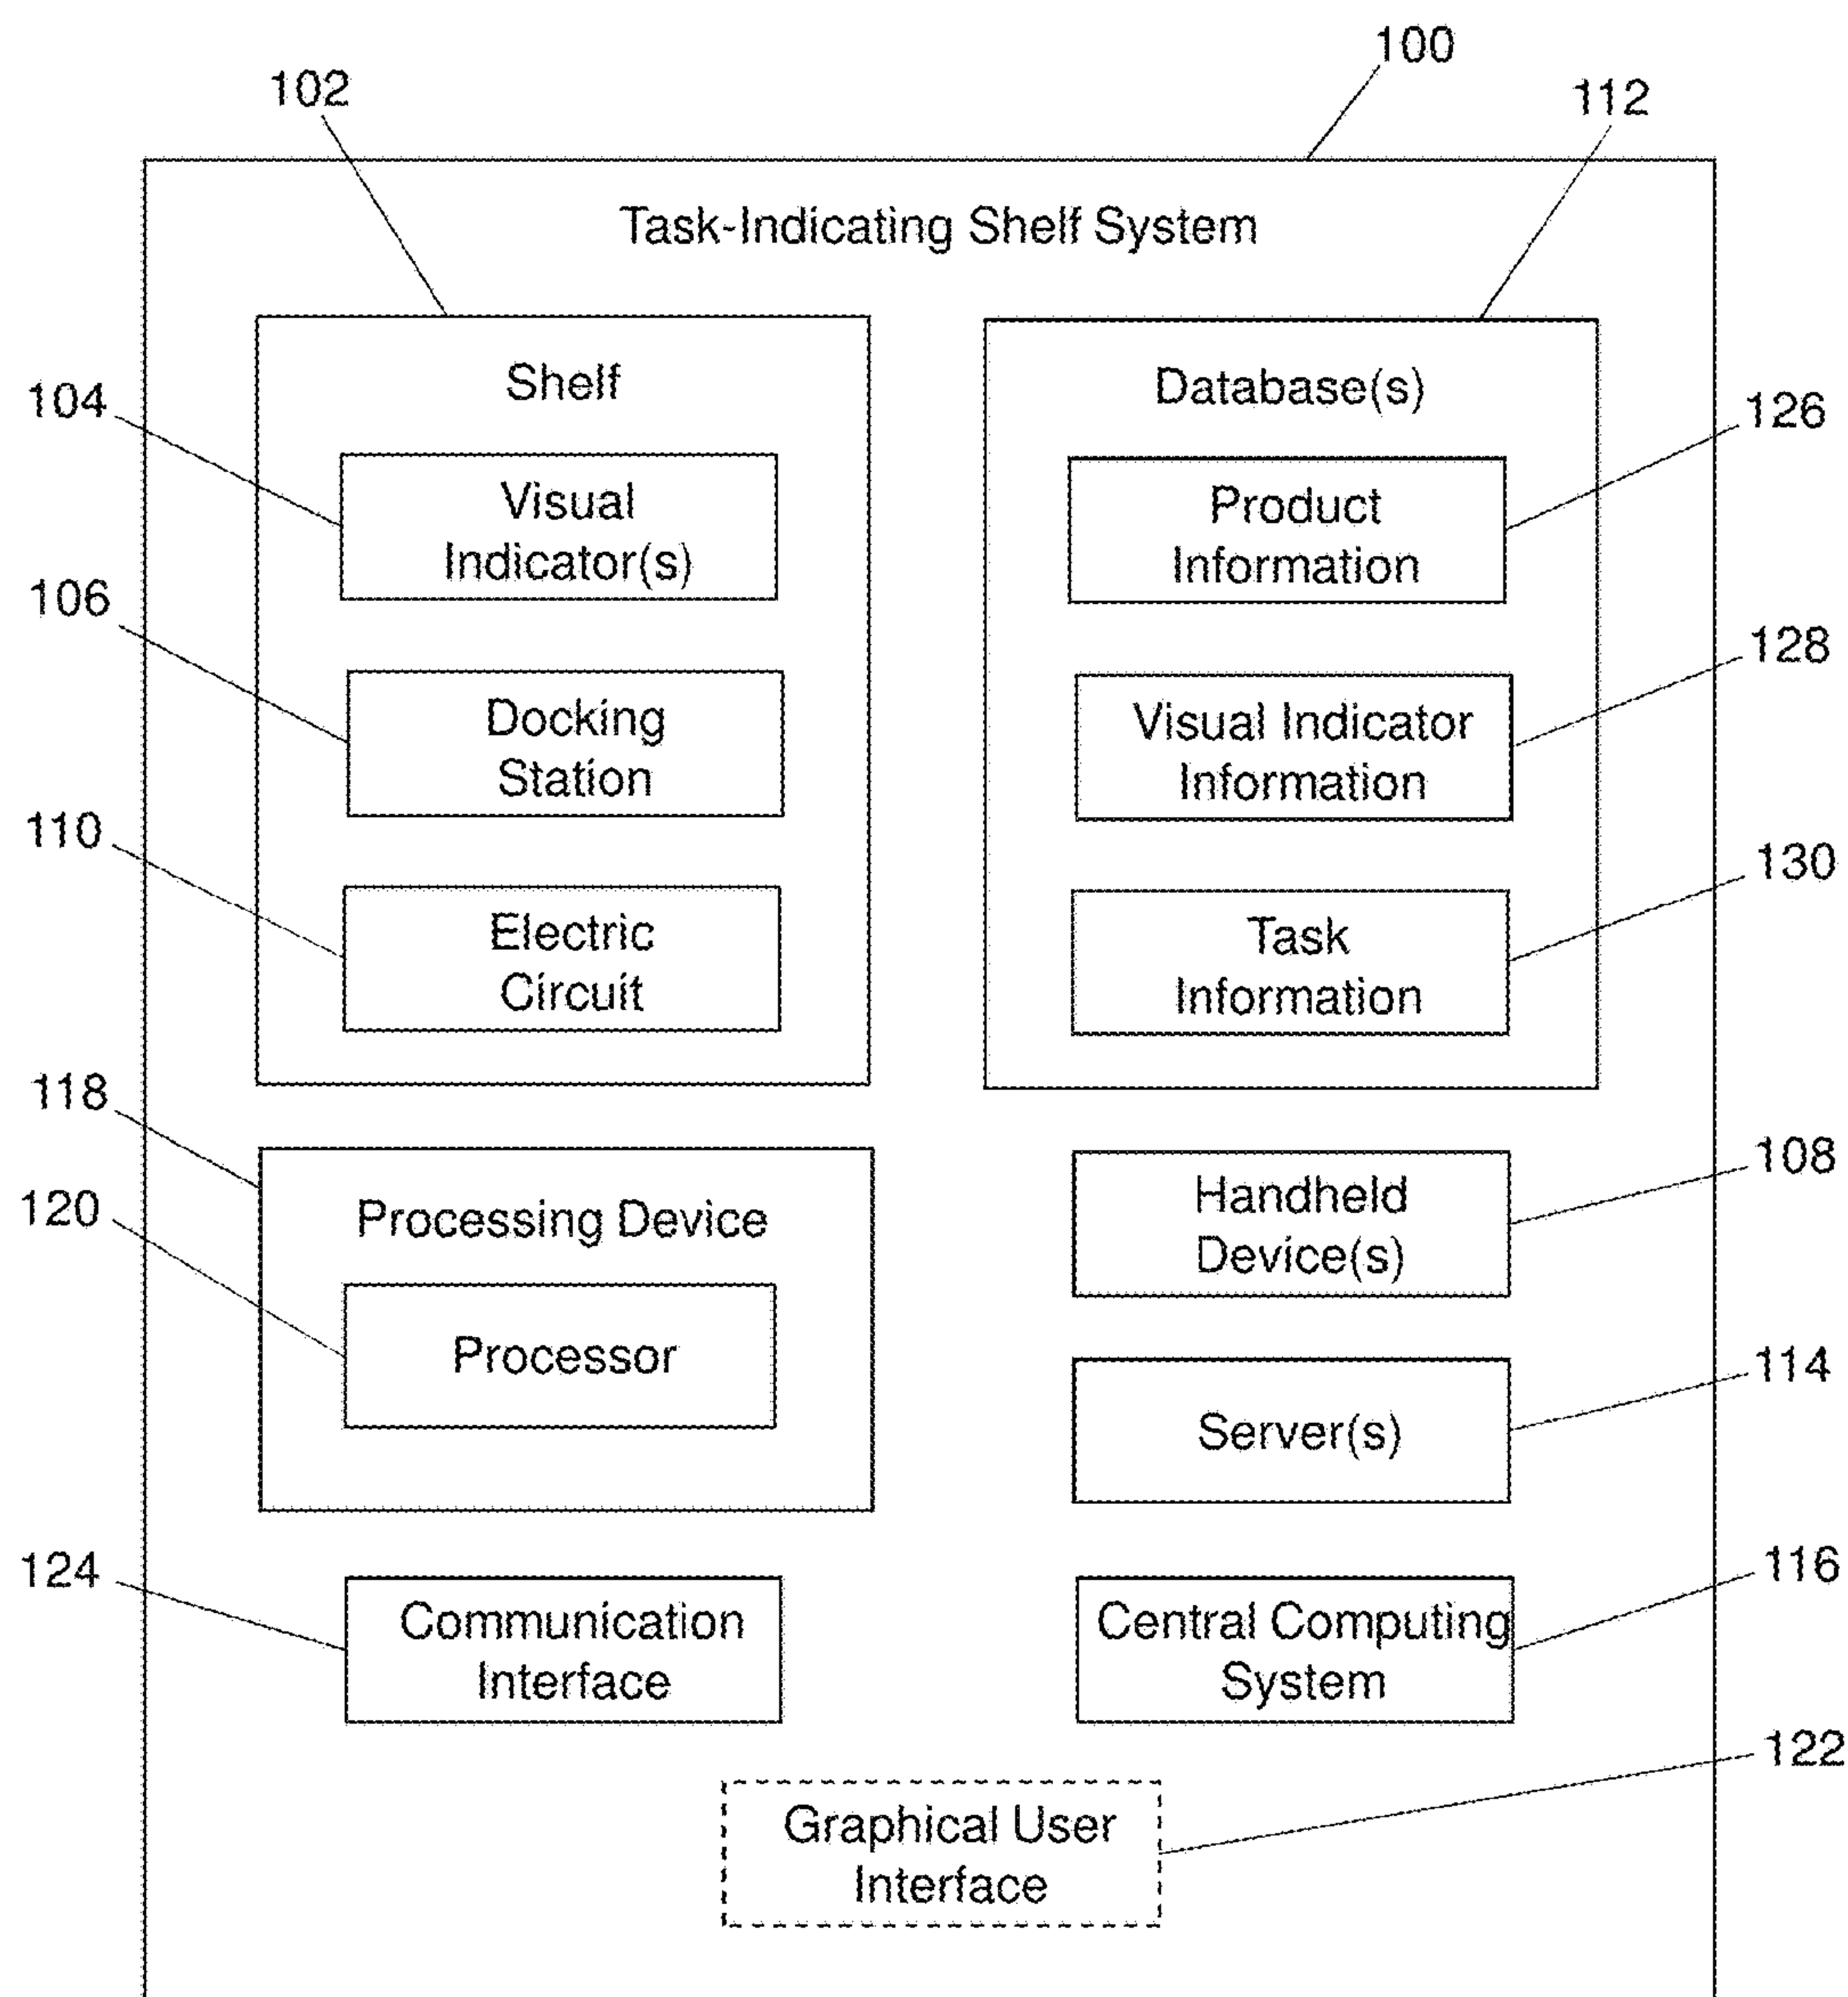 100
102
112
Task-Indicating Shelf System
Shelf
Database(s)
104
126
Visual
Indicator(s)
Product
Information
106
128
Docking
Station
Visual Indicator
Information
110
130
Electric
Circuit
Task
Information
118
108
Processing Device
Handheld
Device(s)
120
Processor
114
Server(s)
124
116
Communication
Interface
Central Computing
System
122
Graphical User
Interface